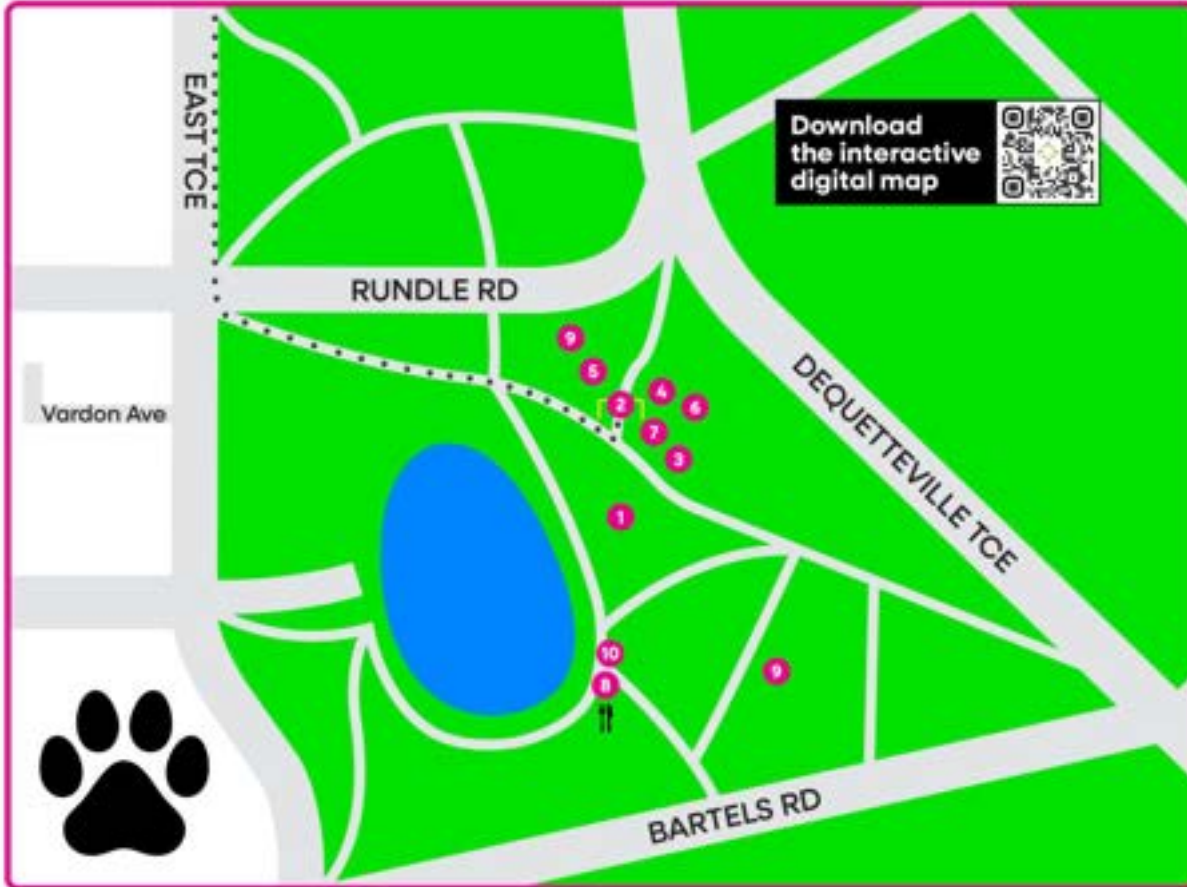 EAST TCE
Download
the interactive
digital map
RUNDLE RD
9
5
4
2
6
Vardon Ave
7
3
DEQUETTEVILLE TCE
1
10
9
8
BARTELS RD